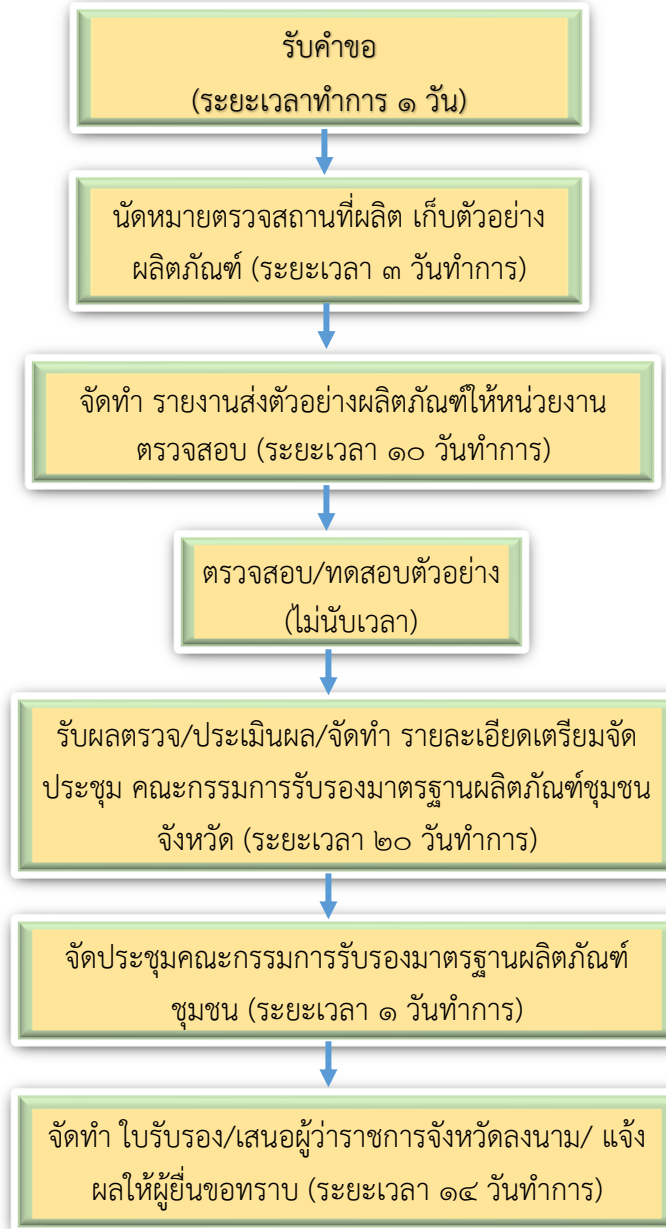 รับคำขอ
(ระยะเวลาทำการ ๑ วัน)
นัดหมายตรวจสถานที่ผลิต เก็บตัวอย่าง
ผลิตภัณฑ์ (ระยะเวลา ๓ วันทำการ)
จัดทำ รายงานส่งตัวอย่างผลิตภัณฑ์ให้หน่วยงาน
ตรวจสอบ (ระยะเวลา ๑๐ วันทำการ)
ตรวจสอบ/ทดสอบตัวอย่าง
(ไม่นับเวลา)
รับผลตรวจ/ประเมินผล/จัดทำ รายละเอียดเตรียมจัด
ประชุม คณะกรรมการรับรองมาตรฐานผลิตภัณฑ์ชุมชน
จังหวัด (ระยะเวลา ๒๐ วันทำการ)
จัดประชุมคณะกรรมการรับรองมาตรฐานผลิตภัณฑ์
ชุมชน (ระยะเวลา ๑ วันทำการ)
จัดทำ ใบรับรอง/เสนอผู้ว่าราชการจังหวัดลงนาม/ แจ้ง
ผลให้ผู้ยื่นขอทราบ (ระยะเวลา ๑๔ วันทำการ)